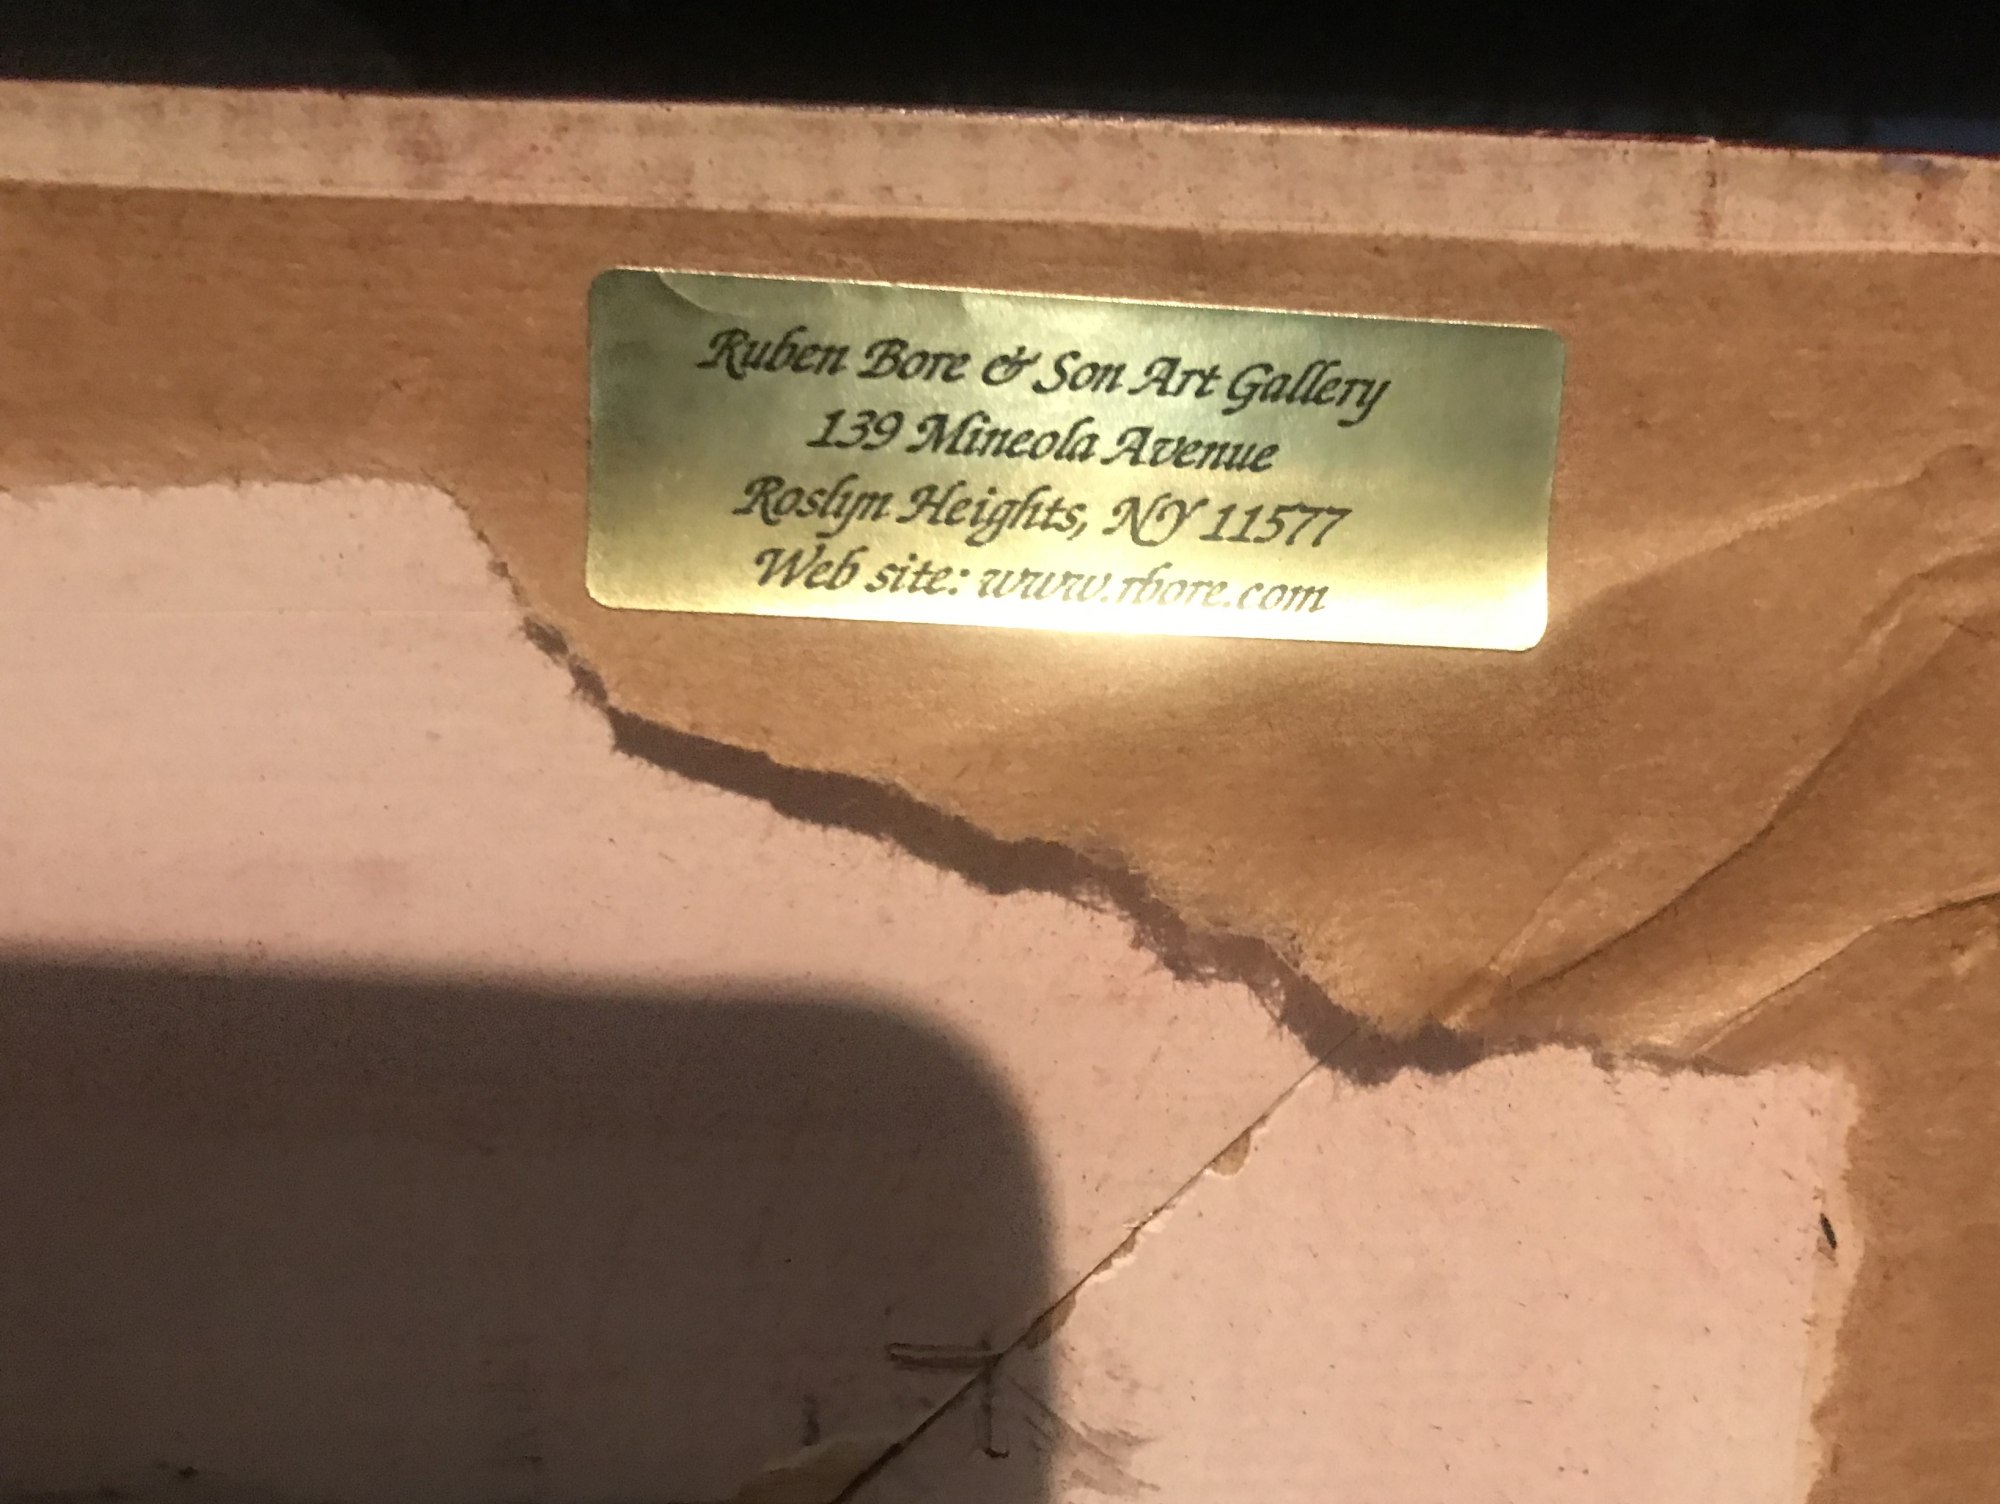 Ruben Bore & Son Art Gallery
139 Mineola Avenue
Roslyn Heights, NY 11577
Web site: www.rbore.com